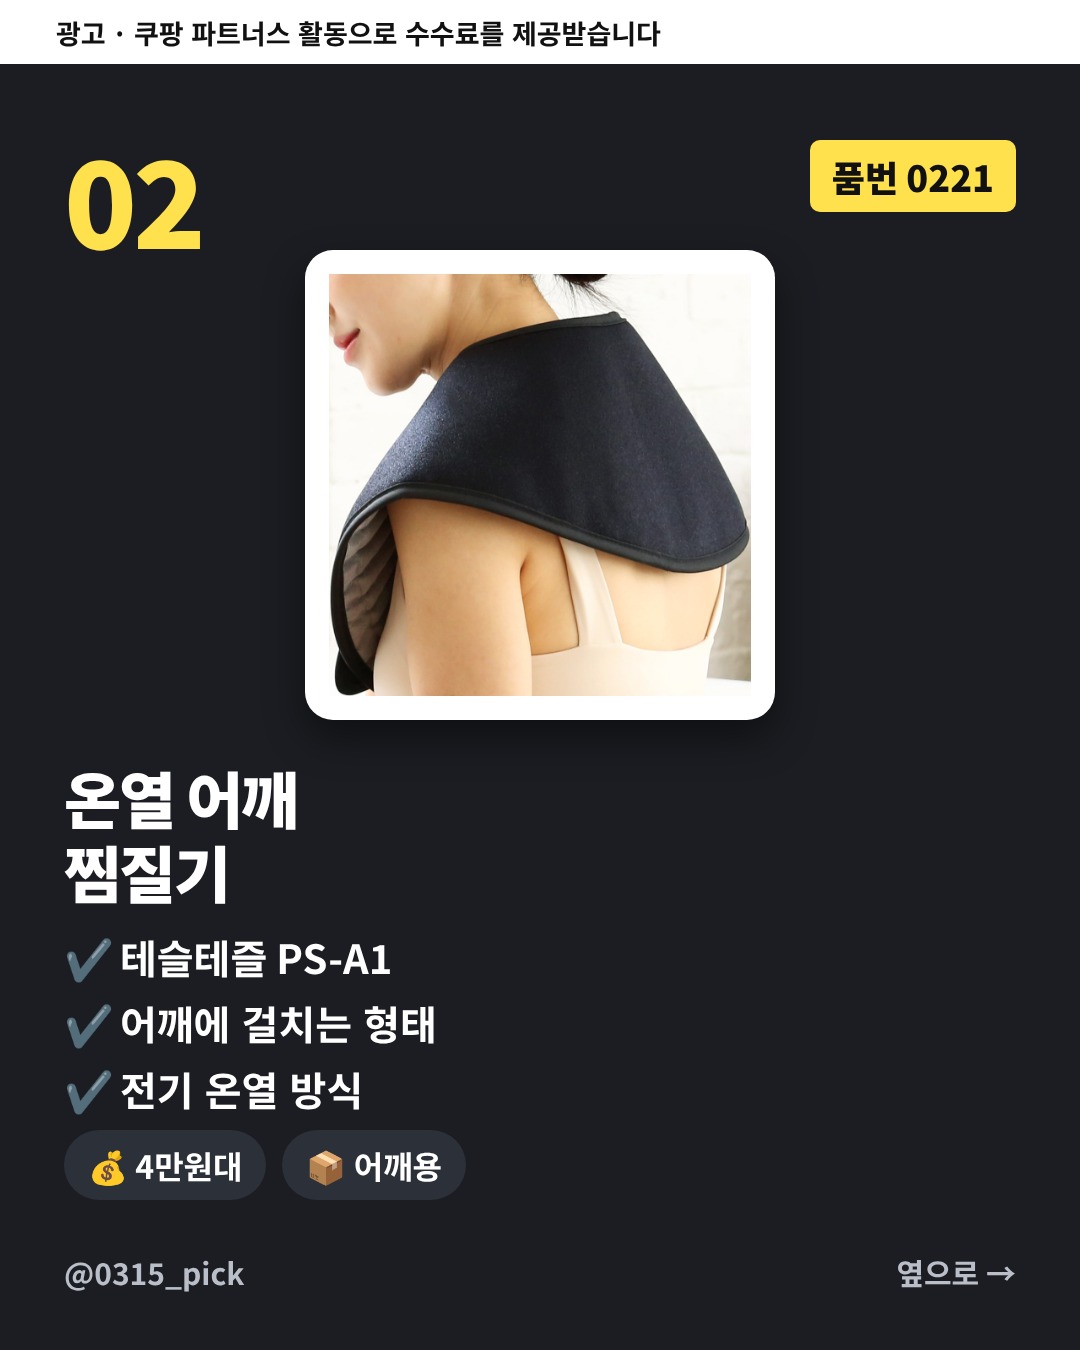 광고 · 쿠팡 파트너스 활동으로 수수료를 제공받습니다
02
품번 0221
온열 어깨
찜질기
✔️ 테슬테즐 PS-A1
✔️ 어깨에 걸치는 형태
✔️ 전기 온열 방식
💰 4만원대
📦 어깨용
@0315_pick
옆으로 →